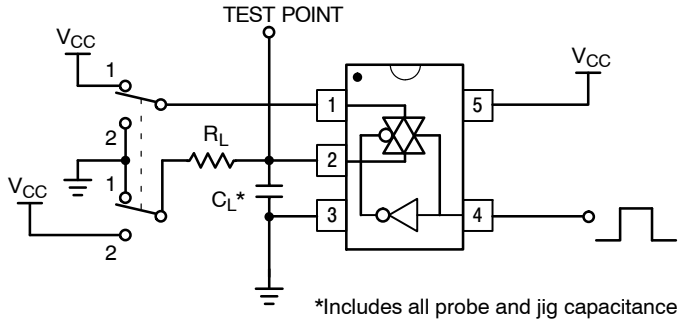 TEST POINT
VCC
VCC
1
1
5
2
RL
2
1
VCC
CL*
3
4
2
*Includes all probe and jig capacitance